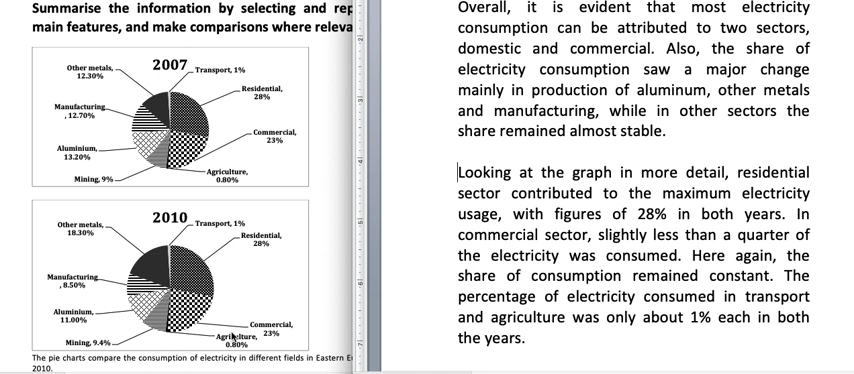 Summarise the information by selecting and rep
main features, and make comparisons where releva
2007
Other metals,
12.30%
Transport, 1%
Residential,
28%
Manufacturing
, 12.70%
Commercial,
23%
Aluminium,
13.20%
Agriculture,
0.80%
Mining, 9%
2010
Other metals,
18.30%
Transport, 1%
Residential,
28%
Manufacturing
, 8.50%
Aluminium,
11.00%
Commercial,
23%
Agriculture,
0.80%
Mining, 9.4%
The pie charts compare the consumption of electricity in different fields in Eastern E
2010.
Overall, it is evident that most electricity
consumption can be attributed to two sectors,
domestic and commercial. Also, the share of
electricity consumption saw a major change
mainly in production of aluminum, other metals
and manufacturing, while in other sectors the
share remained almost stable.
Looking at the graph in more detail, residential
sector contributed to the maximum electricity
usage, with figures of 28% in both years. In
commercial sector, slightly less than a quarter of
the electricity was consumed. Here again, the
share of consumption remained constant. The
percentage of electricity consumed in transport
and agriculture was only about 1% each in both
the years.